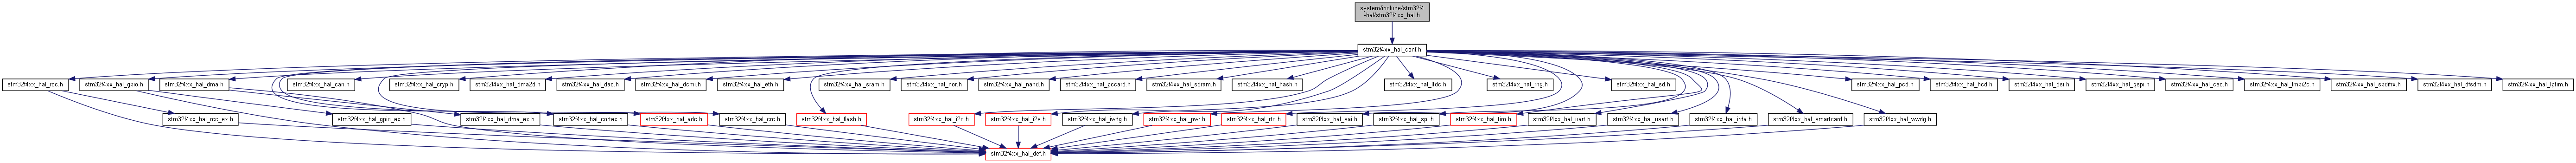 system/include/stm32f4
-hal/stm32f4xx_hal.h
stm32f4xx_hal_conf.h
stm32f4xx_hal_rcc.h
stm32f4xx_hal_gpio.h
stm32f4xx_hal_dma.h
stm32f4xx_hal_can.h
stm32f4xx_hal_cryp.h
stm32f4xx_hal_dma2d.h
stm32f4xx_hal_dac.h
stm32f4xx_hal_dcmi.h
stm32f4xx_hal_eth.h
stm32f4xx_hal_sram.h
stm32f4xx_hal_nor.h
stm32f4xx_hal_nand.h
stm32f4xx_hal_pccard.h
stm32f4xx_hal_sdram.h
stm32f4xx_hal_hash.h
stm32f4xx_hal_ltdc.h
stm32f4xx_hal_rng.h
stm32f4xx_hal_sd.h
stm32f4xx_hal_pcd.h
stm32f4xx_hal_hcd.h
stm32f4xx_hal_dsi.h
stm32f4xx_hal_qspi.h
stm32f4xx_hal_cec.h
stm32f4xx_hal_fmpi2c.h
stm32f4xx_hal_spdifrx.h
stm32f4xx_hal_dfsdm.h
stm32f4xx_hal_lptim.h
stm32f4xx_hal_rcc_ex.h
stm32f4xx_hal_gpio_ex.h
stm32f4xx_hal_dma_ex.h
stm32f4xx_hal_cortex.h
stm32f4xx_hal_adc.h
stm32f4xx_hal_crc.h
stm32f4xx_hal_flash.h
stm32f4xx_hal_i2c.h
stm32f4xx_hal_i2s.h
stm32f4xx_hal_iwdg.h
stm32f4xx_hal_pwr.h
stm32f4xx_hal_rtc.h
stm32f4xx_hal_sai.h
stm32f4xx_hal_spi.h
stm32f4xx_hal_tim.h
stm32f4xx_hal_uart.h
stm32f4xx_hal_usart.h
stm32f4xx_hal_irda.h
stm32f4xx_hal_smartcard.h
stm32f4xx_hal_wwdg.h
stm32f4xx_hal_def.h